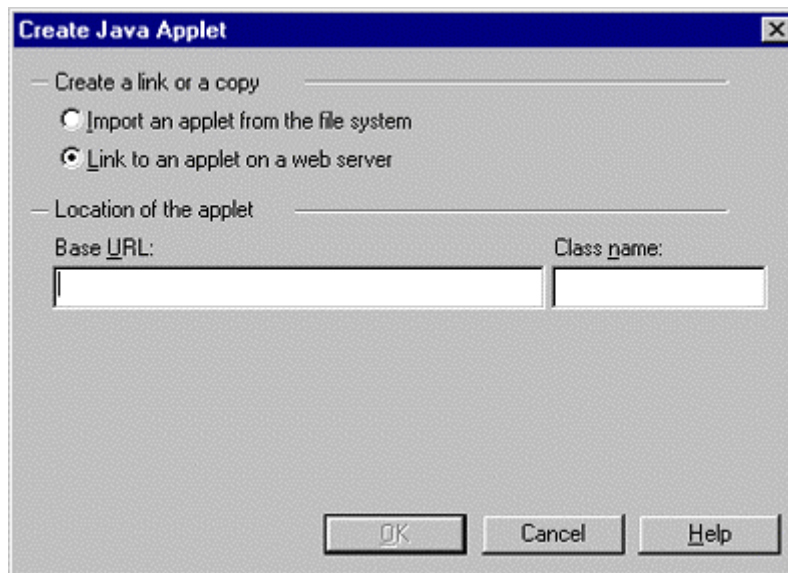 Create Java Applet
Create a link or a copy
Import an applet from the file system
Link to an applet on a web server
Location of the applet
Base URL: Class name:
OK Cancel Help